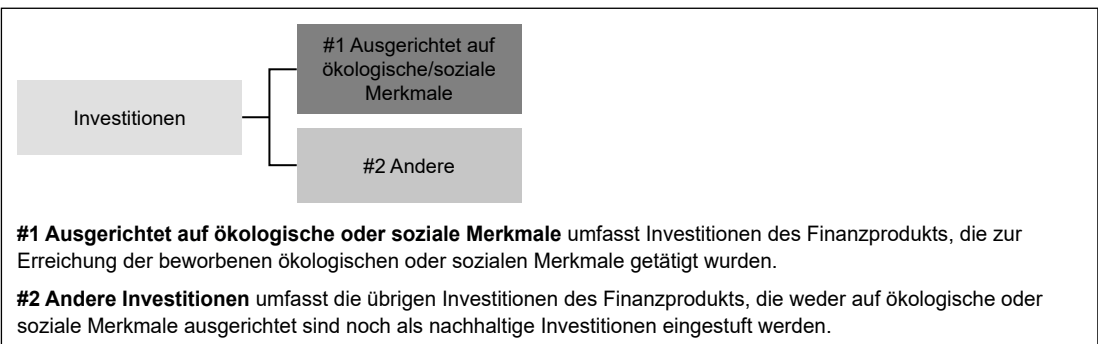 #1 Ausgerichtet auf
ökologische/soziale
Merkmale
Investitionen
#2 Andere
#1 Ausgerichtet auf ökologische oder soziale Merkmale umfasst Investitionen des Finanzprodukts, die zur
Erreichung der beworbenen ökologischen oder sozialen Merkmale getätigt wurden.
#2 Andere Investitionen umfasst die übrigen Investitionen des Finanzprodukts, die weder auf ökologische oder
soziale Merkmale ausgerichtet sind noch als nachhaltige Investitionen eingestuft werden.